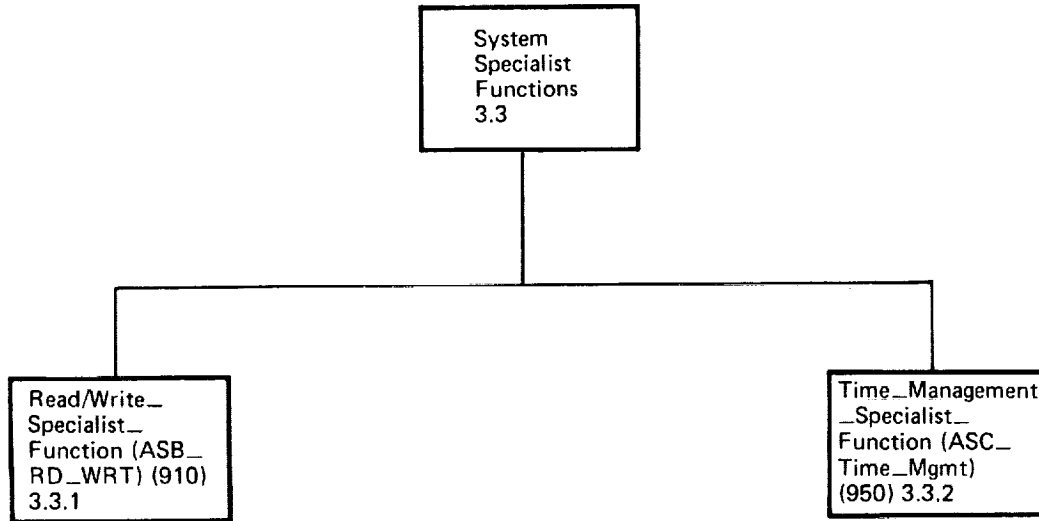 System
Specialist
Functions
3.3
Read/Write_
Specialist_
Function (ASB_
RD_WRT) (910)
3.3.1
Time_Management
_Specialist_
Function (ASC_
Time_Mgmt)
(950) 3.3.2